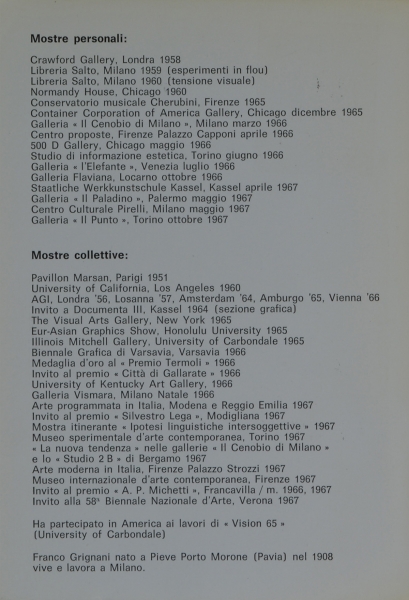 Mostre personali:
Crawford Gallery, Londra 1958
Libreria Salto, Milano 1959 (esperimenti in flou)
Libreria Salto, Milano 1960 (tensione visuale)
Normandy House, Chicago 1960
Conservatorio musicale Cherubini, Firenze 1965
Container Corporation of America Gallery, Chicago dicembre 1965
Galleria « Il Cenobio di Milano », Milano marzo 1966
Centro proposte, Firenze Palazzo Capponi aprile 1966
500 D Gallery, Chicago maggio 1966
Studio di informazione estetica, Torino giugno 1966
Galleria « l'Elefante », Venezia luglio 1966
Galleria Flaviana, Locarno ottobre 1966
Staatliche Werkkunstschule Kassel, Kassel aprile 1967
Galleria « Il Paladino », Palermo maggio 1967
Centro Culturale Pirelli, Milano maggio 1967
Galleria « Il Punto », Torino ottobre 1967
Mostre collettive:
Pavillon Marsan, Parigi 1951
University of California, Los Angeles 1960
AGI, Londra '56, Losanna '57, Amsterdam '64, Amburgo '65, Vienna '66
Invito a Documenta III, Kassel 1964 (sezione grafica)
The Visual Arts Gallery, New York 1965
Eur-Asian Graphics Show, Honolulu University 1965
Illinois Mitchell Gallery, University of Carbondale 1965
Biennale Grafica di Varsavia, Varsavia 1966
Medaglia d'oro al « Premio Termoli » 1966
Invito al premio « Città di Gallarate » 1966
University of Kentucky Art Gallery, 1966
Galleria Vismara, Milano Natale 1966
Arte programmata in Italia, Modena e Reggio Emilia 1967
Invito al premio « Silvestro Lega », Modigliana 1967
Mostra itinerante « Ipotesi linguistiche intersoggettive » 1967
Museo sperimentale d'arte contemporanea, Torino 1967
« La nuova tendenza » nelle gallerie « Il Cenobio di Milano »
e lo « Studio 2 B » di Bergamo 1967
Arte moderna in Italia, Firenze Palazzo Strozzi 1967
Museo internazionale d'arte contemporanea, Firenze 1967
Invito al premio « A. P. Michetti », Francavilla / m. 1966, 1967
Invito alla 58ª Biennale Nazionale d'Arte, Verona 1967
Ha partecipato in America ai lavori di « Vision 65 »
(University of Carbondale)
Franco Grignani nato a Pieve Porto Morone (Pavia) nel 1908
vive e lavora a Milano.